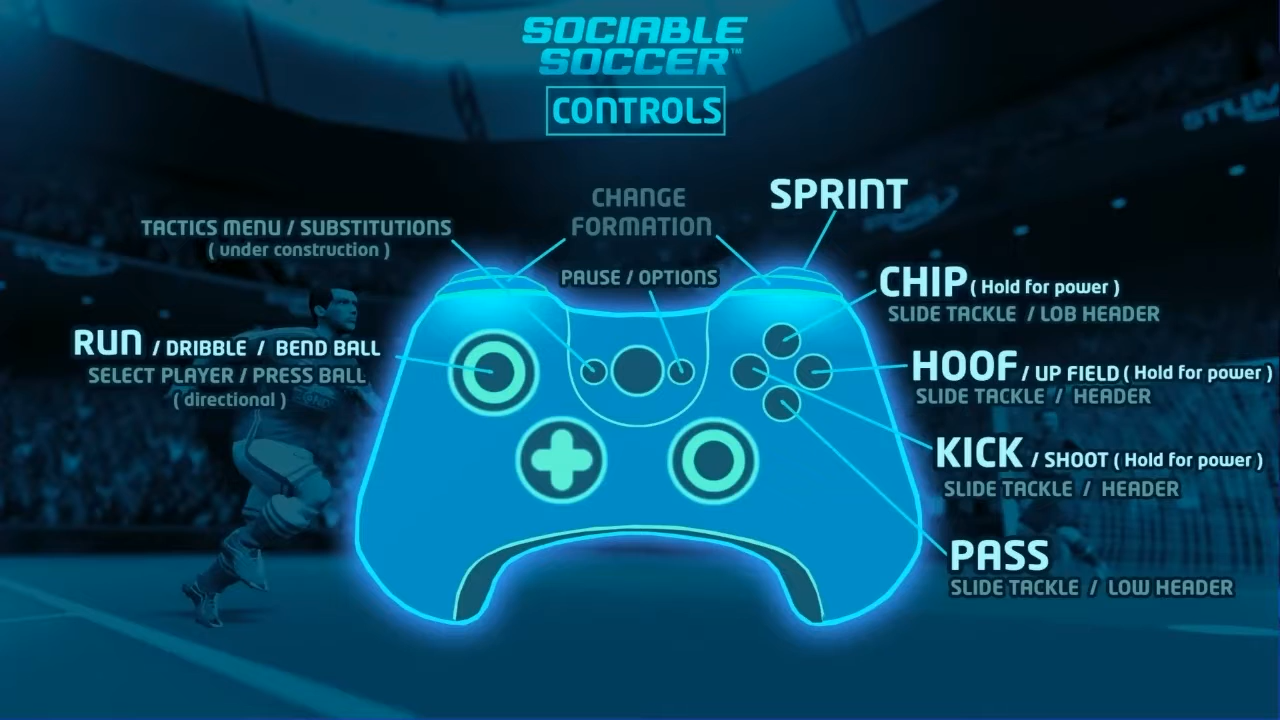 SOCIABLE
SOCCER™
CONTROLS
SPRINT
CHANGE
FORMATION
TACTICS MENU / SUBSTITUTIONS
( under construction )
PAUSE / OPTIONS
CHIP ( Hold for power )
SLIDE TACKLE / LOB HEADER
RUN / DRIBBLE / BEND BALL
SELECT PLAYER / PRESS BALL
( directional )
HOOF / UP FIELD ( Hold for power )
SLIDE TACKLE / HEADER
KICK / SHOOT ( Hold for power )
SLIDE TACKLE / HEADER
PASS
SLIDE TACKLE / LOW HEADER